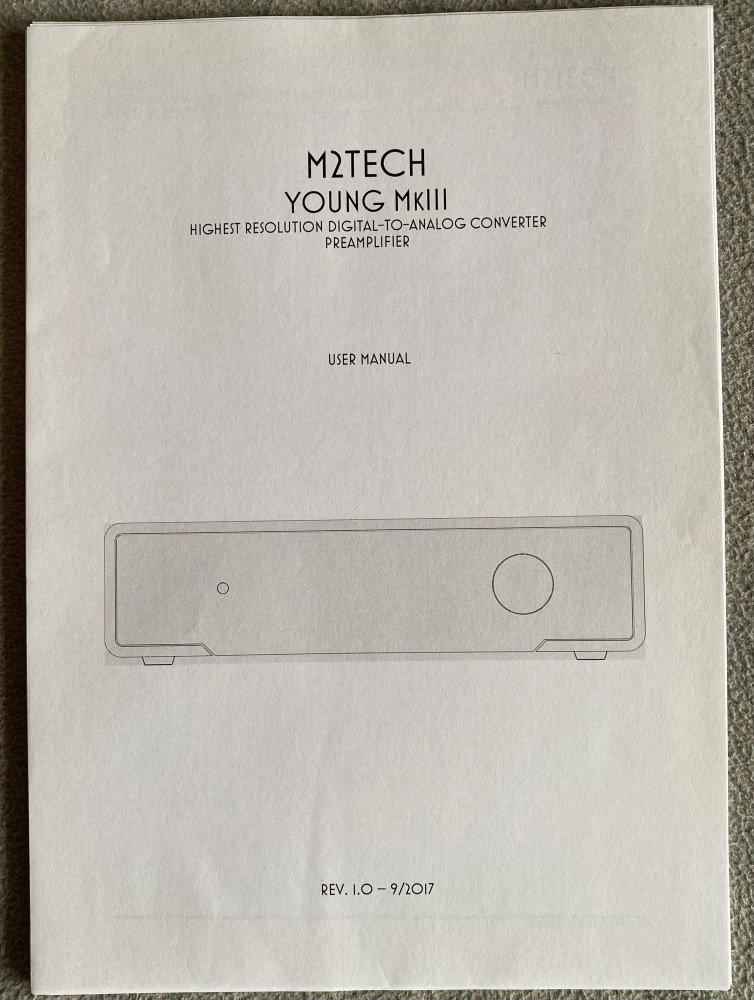 M2TECH
YOUNG MkIII
HIGHEST RESOLUTION DIGITAL-TO-ANALOG CONVERTER
PREAMPLIFIER
USER MANUAL
REV. 1.0 – 9/2017